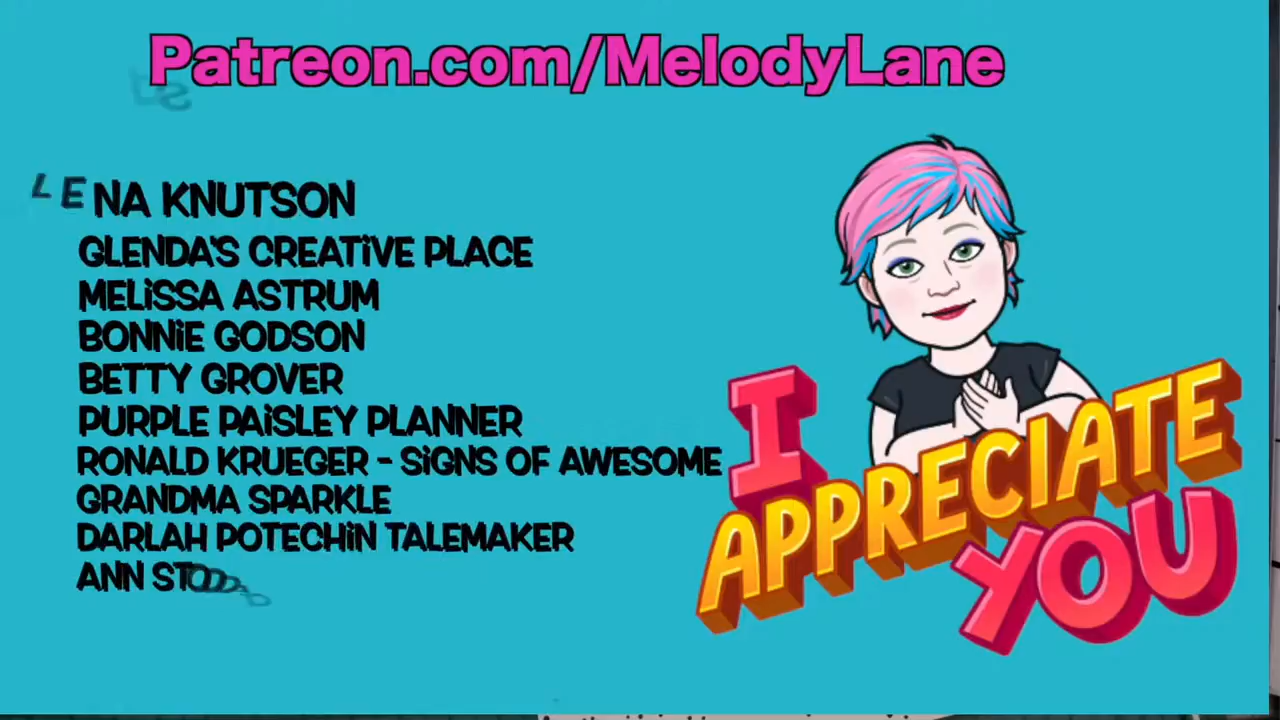 Patreon.com/MelodyLane
LENA KNUTSON
GLENDA'S CREATiVE PLACE
MELiSSA ASTRUM
BONNiE GODSON
BETTY GROVER
PURPLE PAiSLEY PLANNER
RONALD KRUEGER - SiGNS OF AWESOME
GRANDMA SPARKLE
DARLAH POTECHiN TALEMAKER
ANN
I
APPRECIATE
YOU